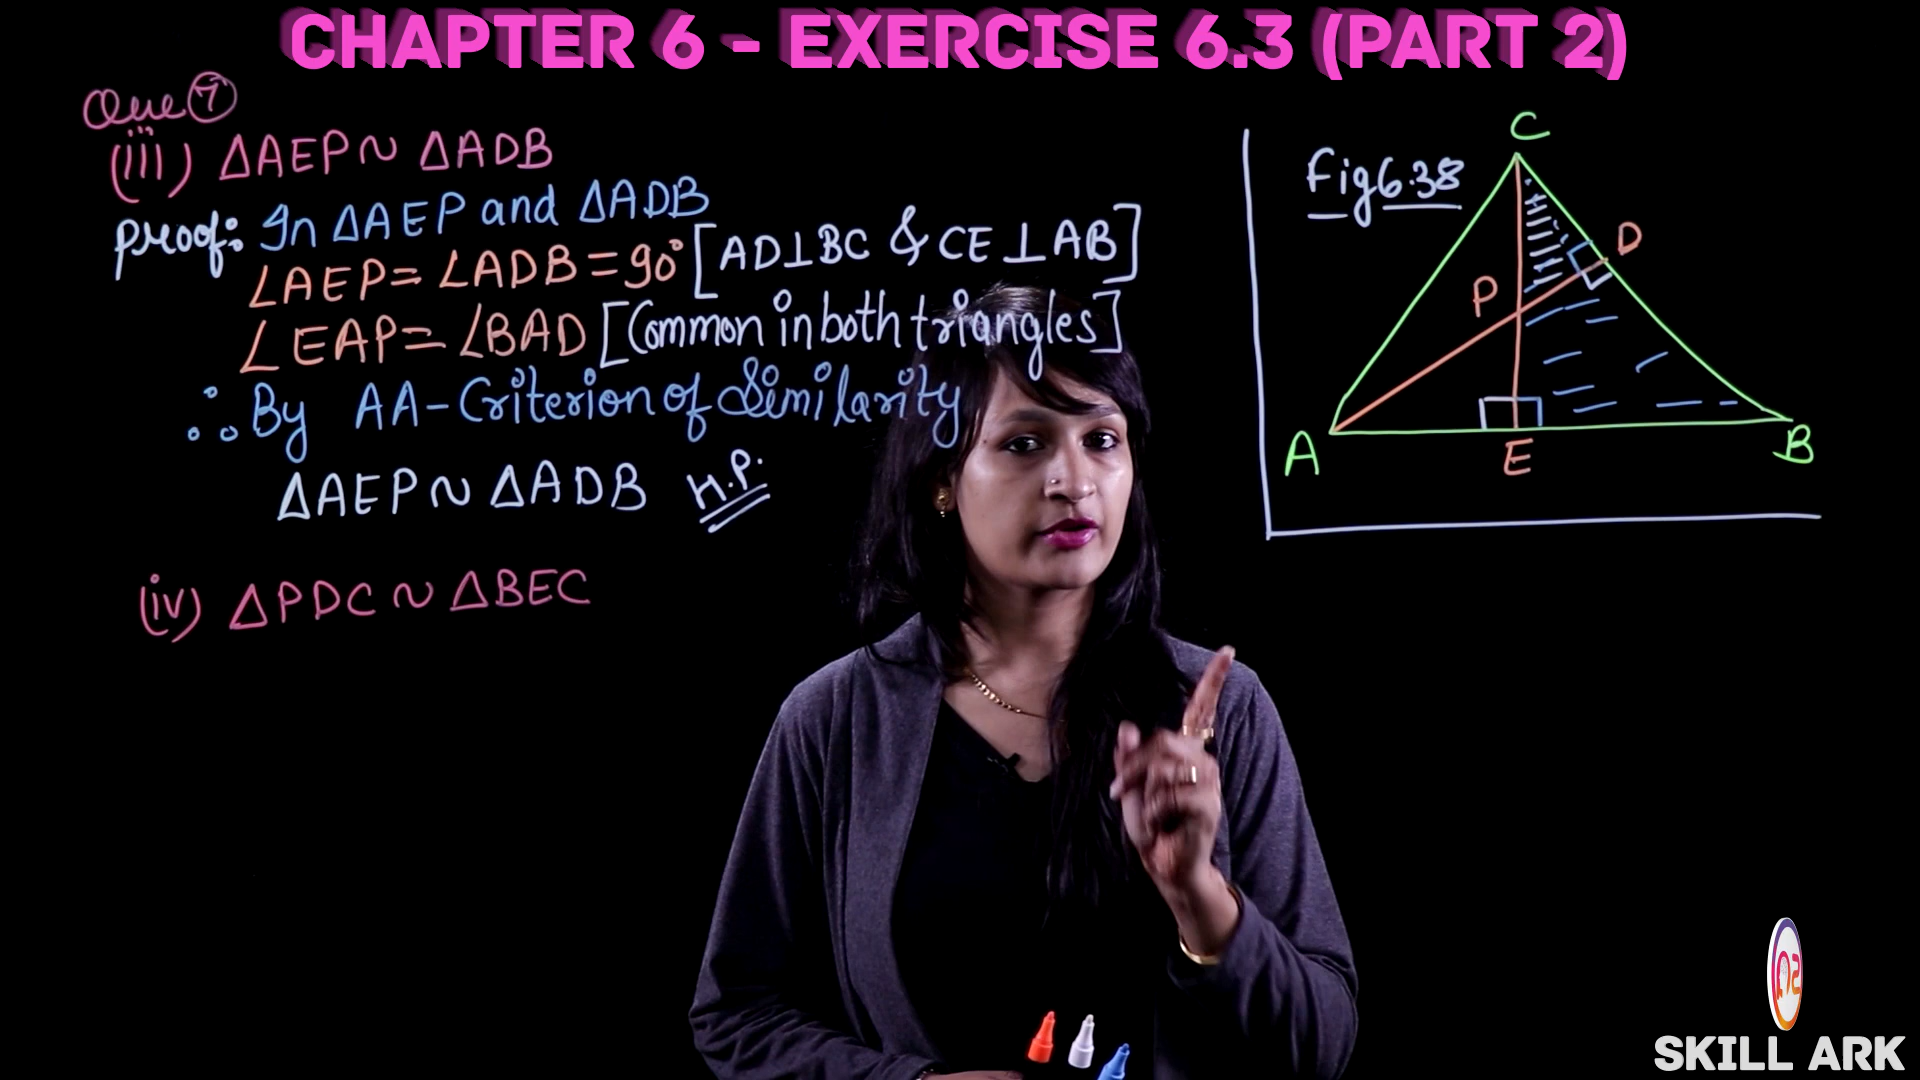 CHAPTER 6 - EXERCISE 6.3 (PART 2)
Que 7
(iii) ΔAEP ~ ΔADB
Proof: In ΔAEP and ΔADB
∠AEP = ∠ADB = 90° [AD⊥BC & CE⊥AB]
∠EAP = ∠BAD [Common in both triangles]
∴ By AA-Criterion of Similarity
ΔAEP ~ ΔADB H.P.
(iv) ΔPDC ~ ΔBEC
Fig 6.38
C
D
P
A
E
B
SKILL ARK